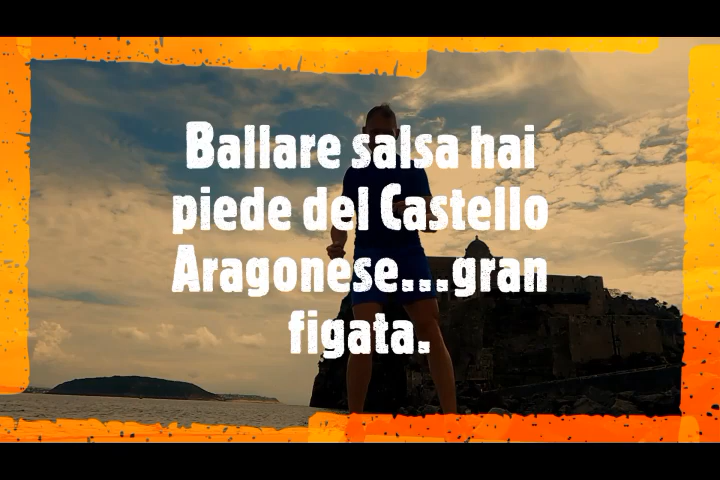 Ballare salsa hai
piede del Castello
Aragonese...gran
figata.